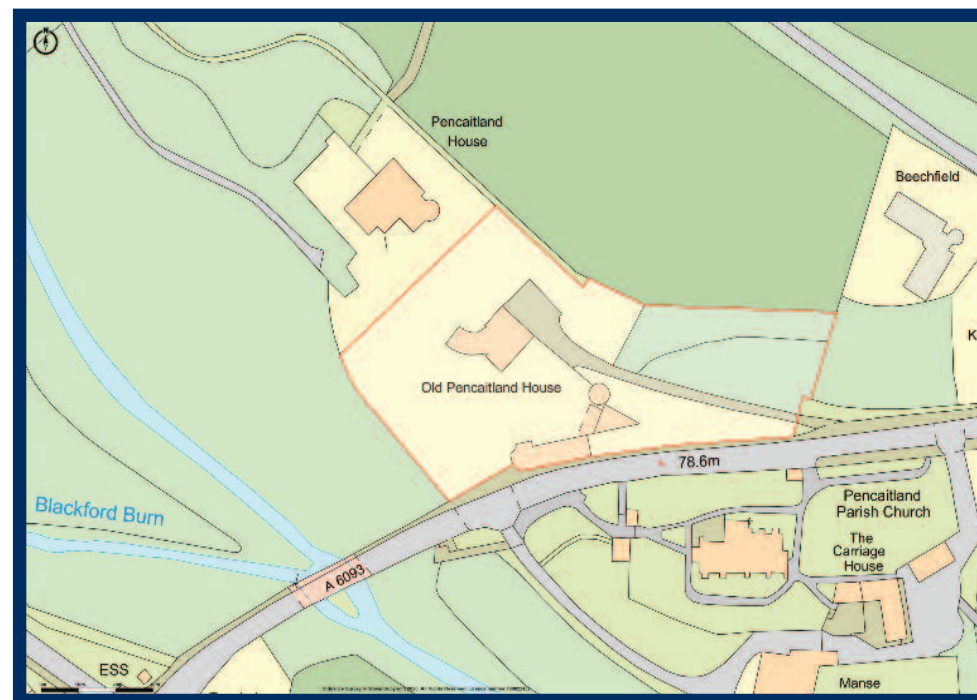 N
Pencaitland
House
Beechfield
K
Old Pencaitland House
78.6m
Blackford Burn
Pencaitland
Parish Church
The
Carriage
House
A 6093
ESS
Manse